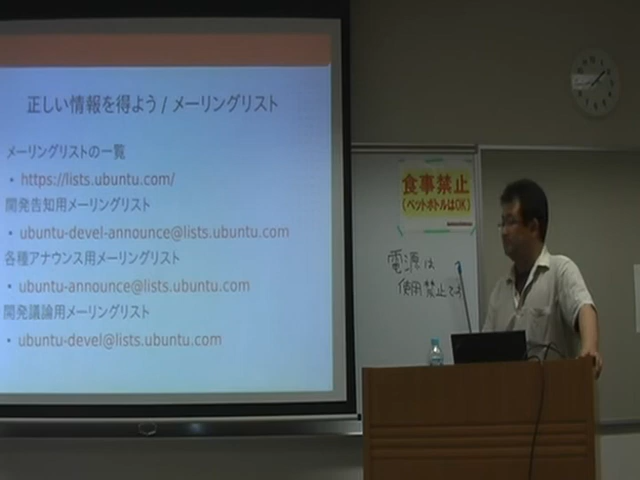 正しい情報を得よう / メーリングリスト
メーリングリストの一覧
• https://lists.ubuntu.com/
開発告知用メーリングリスト
• ubuntu-devel-announce@lists.ubuntu.com
各種アナウンス用メーリングリスト
• ubuntu-announce@lists.ubuntu.com
開発議論用メーリングリスト
• ubuntu-devel@lists.ubuntu.com
食事禁止
(ペットボトルはOK)
電源は
使用禁止です